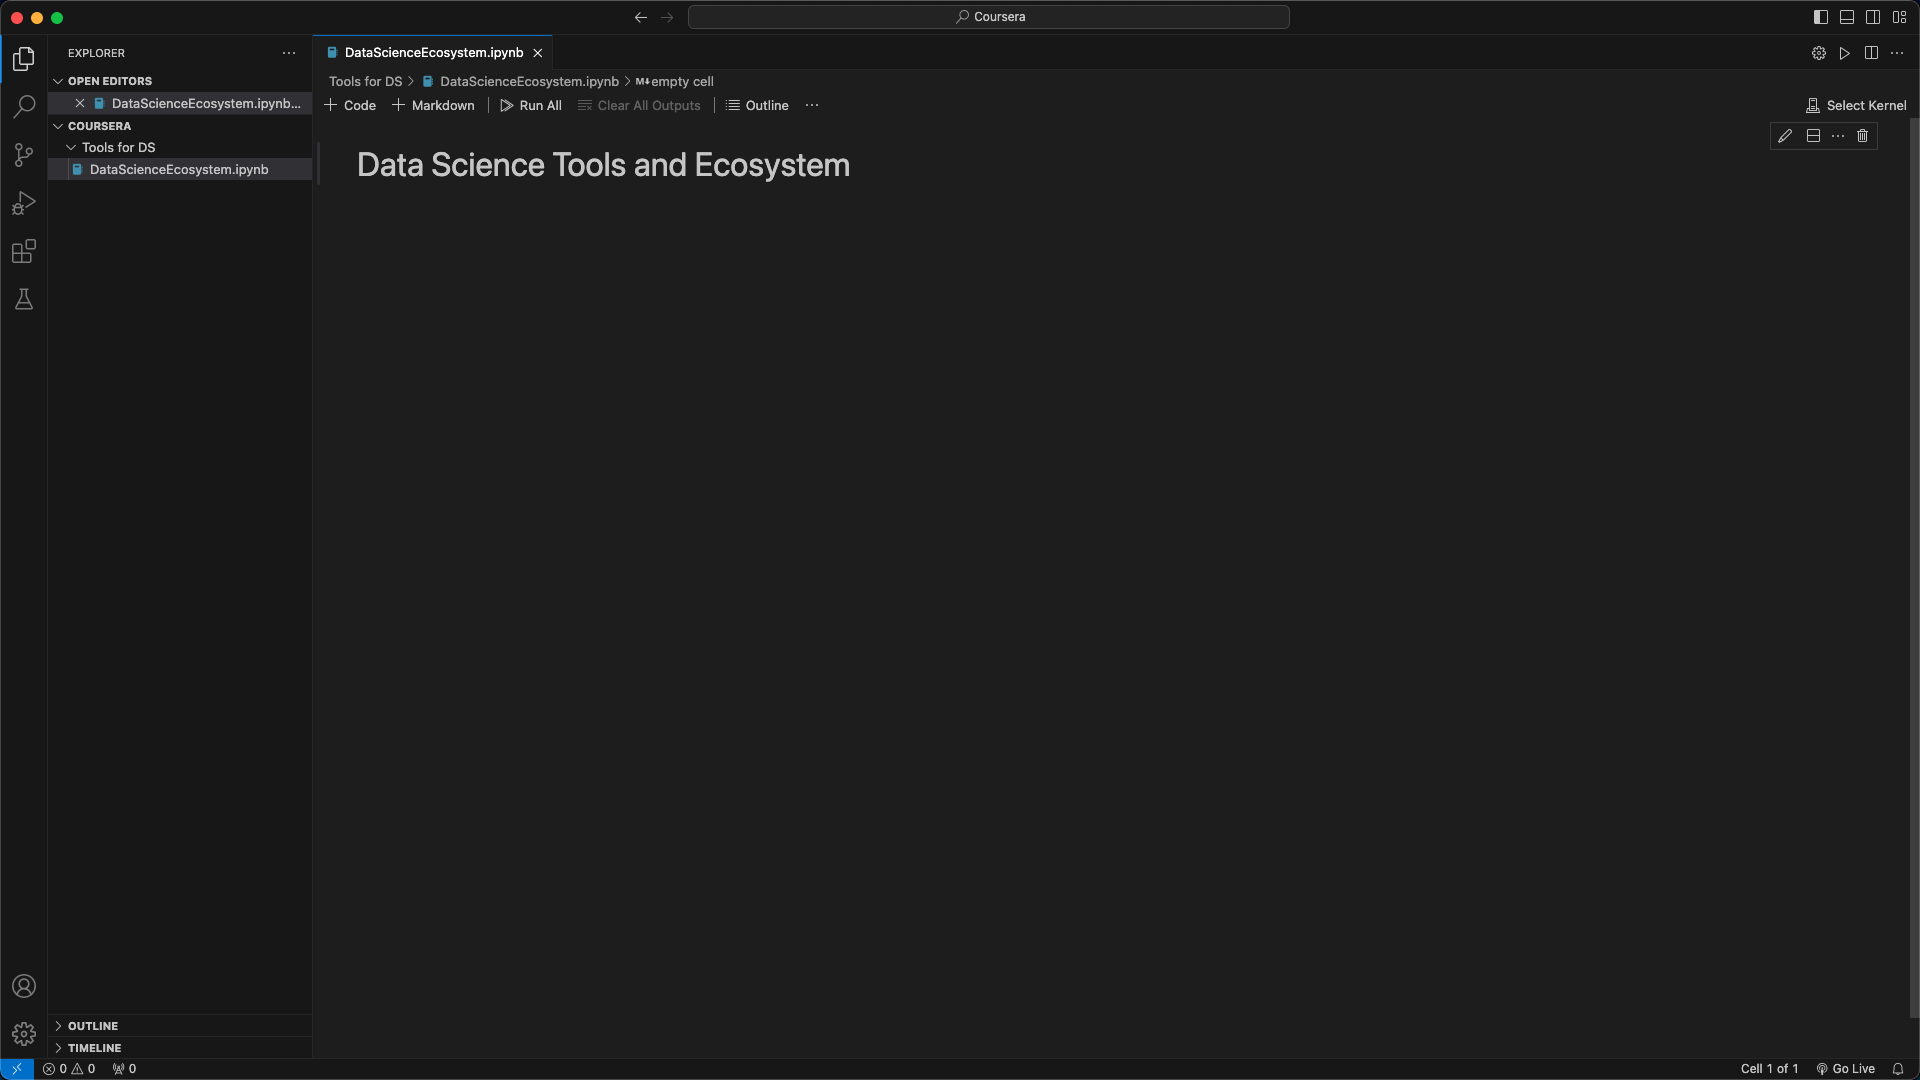 Coursera
EXPLORER
DataScienceEcosystem.ipynb
OPEN EDITORS
DataScienceEcosystem.ipynb...
COURSERA
Tools for DS
DataScienceEcosystem.ipynb
Tools for DS > DataScienceEcosystem.ipynb > M↓empty cell
Code Markdown Run All Clear All Outputs Outline ...
Select Kernel
Data Science Tools and Ecosystem
OUTLINE
TIMELINE
0 0 0
Cell 1 of 1 Go Live